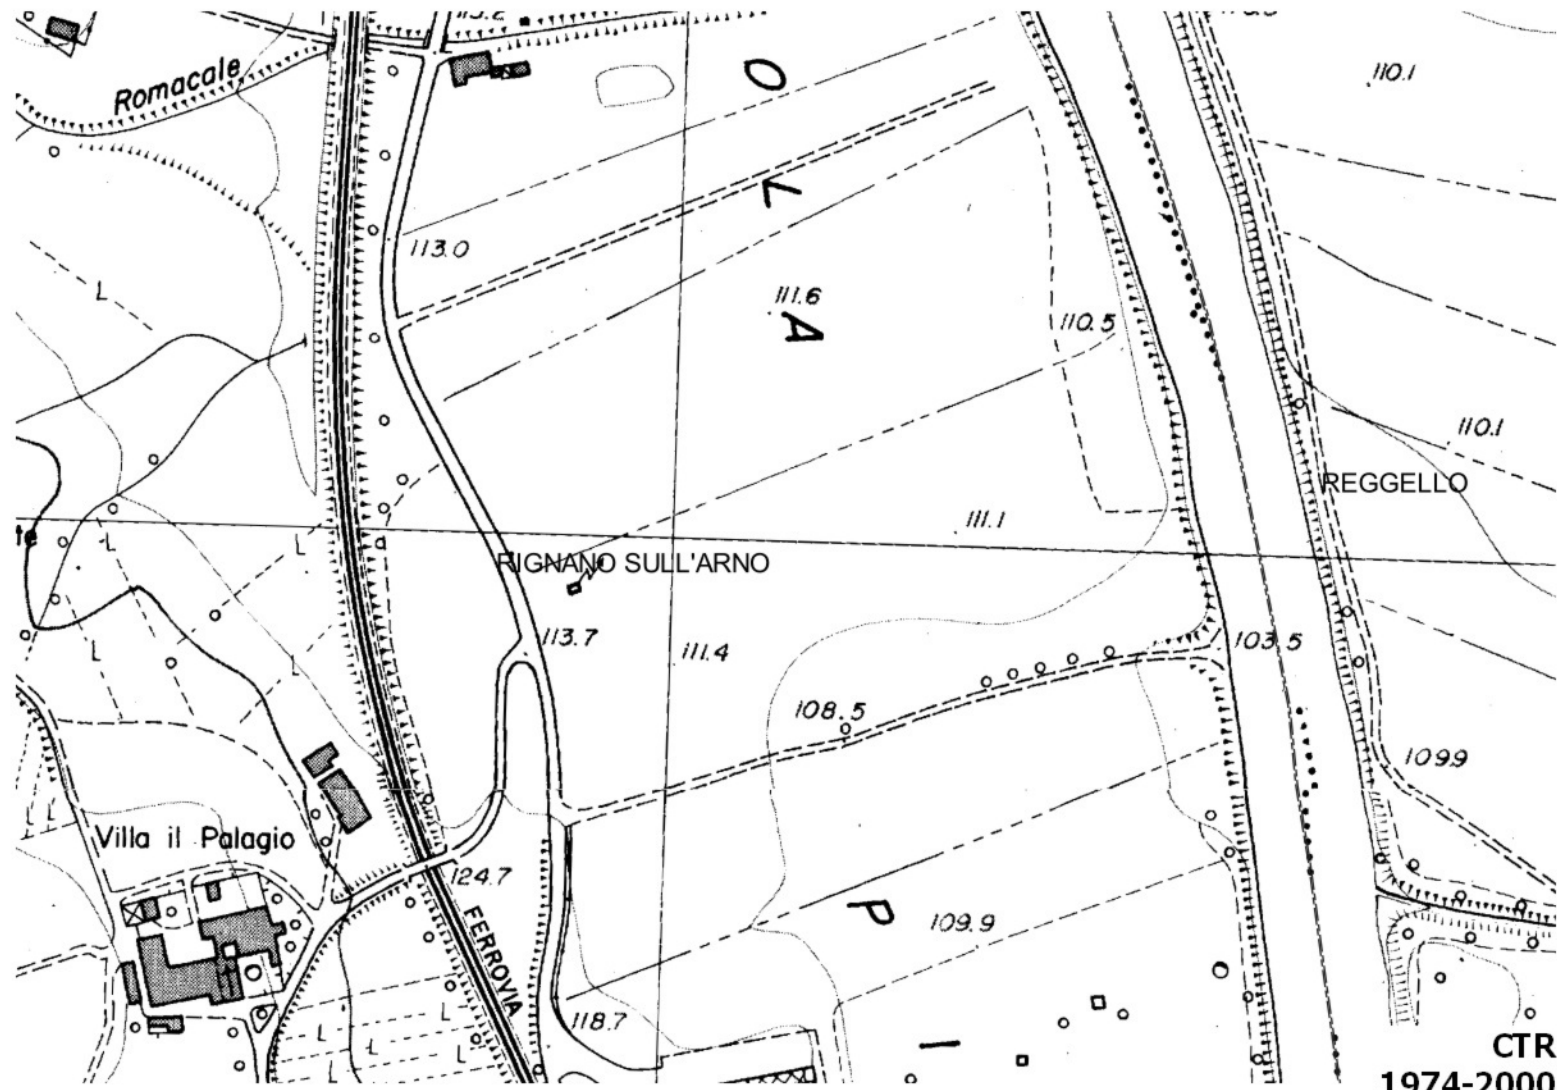 Romacale
O
110.1
L
113.0
L
111.6
A
110.5
110.1
REGGELLO
111.1
L
L
RIGNANO SULL'ARNO
113.7
103.5
111.4
L
L
108.5
109.9
L
L
Villa il Palagio
124.7
P
109.9
FERROVIA
118.7
L
L
L
L
L
I
CTR
1974-2000